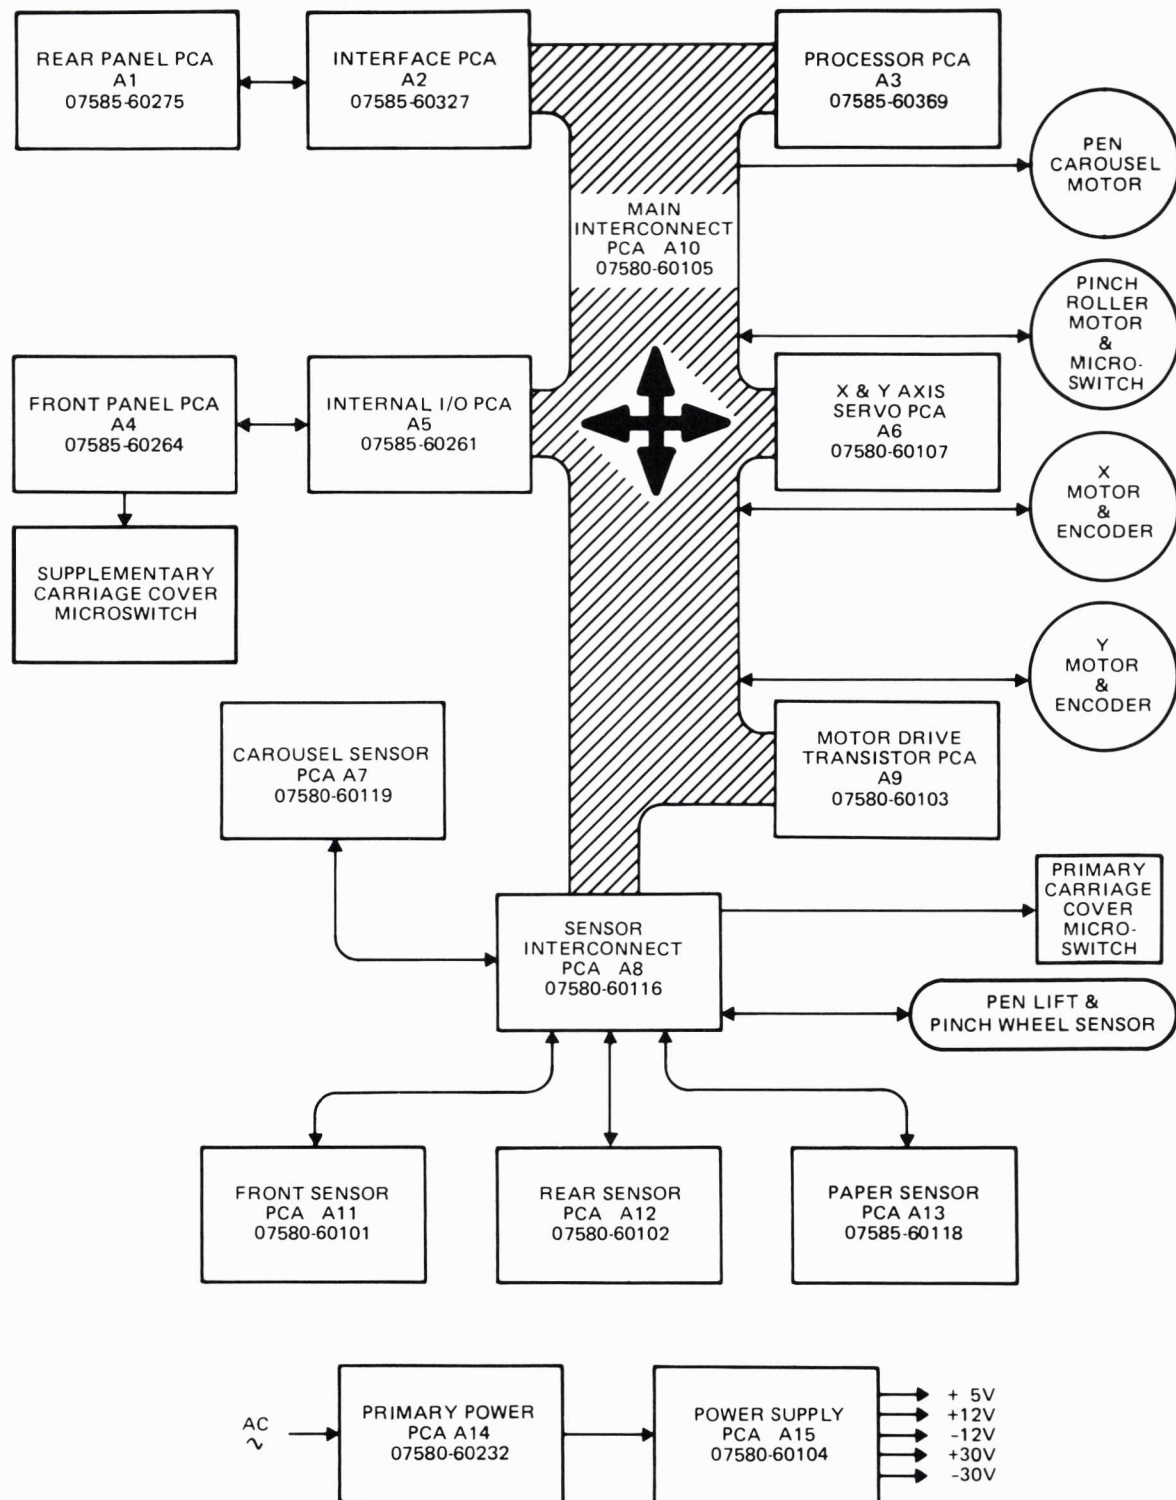 REAR PANEL PCA
A1
07585-60275
INTERFACE PCA
A2
07585-60327
PROCESSOR PCA
A3
07585-60369
PEN
CAROUSEL
MOTOR
MAIN
INTERCONNECT
PCA A10
07580-60105
PINCH
ROLLER
MOTOR
&
MICRO-
SWITCH
FRONT PANEL PCA
A4
07585-60264
INTERNAL I/O PCA
A5
07585-60261
X & Y AXIS
SERVO PCA
A6
07580-60107
X
MOTOR
&
ENCODER
SUPPLEMENTARY
CARRIAGE COVER
MICROSWITCH
Y
MOTOR
&
ENCODER
CAROUSEL SENSOR
PCA A7
07580-60119
MOTOR DRIVE
TRANSISTOR PCA
A9
07580-60103
PRIMARY
CARRIAGE
COVER
MICRO-
SWITCH
SENSOR
INTERCONNECT
PCA A8
07580-60116
PEN LIFT &
PINCH WHEEL SENSOR
FRONT SENSOR
PCA A11
07580-60101
REAR SENSOR
PCA A12
07580-60102
PAPER SENSOR
PCA A13
07585-60118
AC
PRIMARY POWER
PCA A14
07580-60232
POWER SUPPLY
PCA A15
07580-60104
+ 5V
+12V
-12V
+30V
-30V